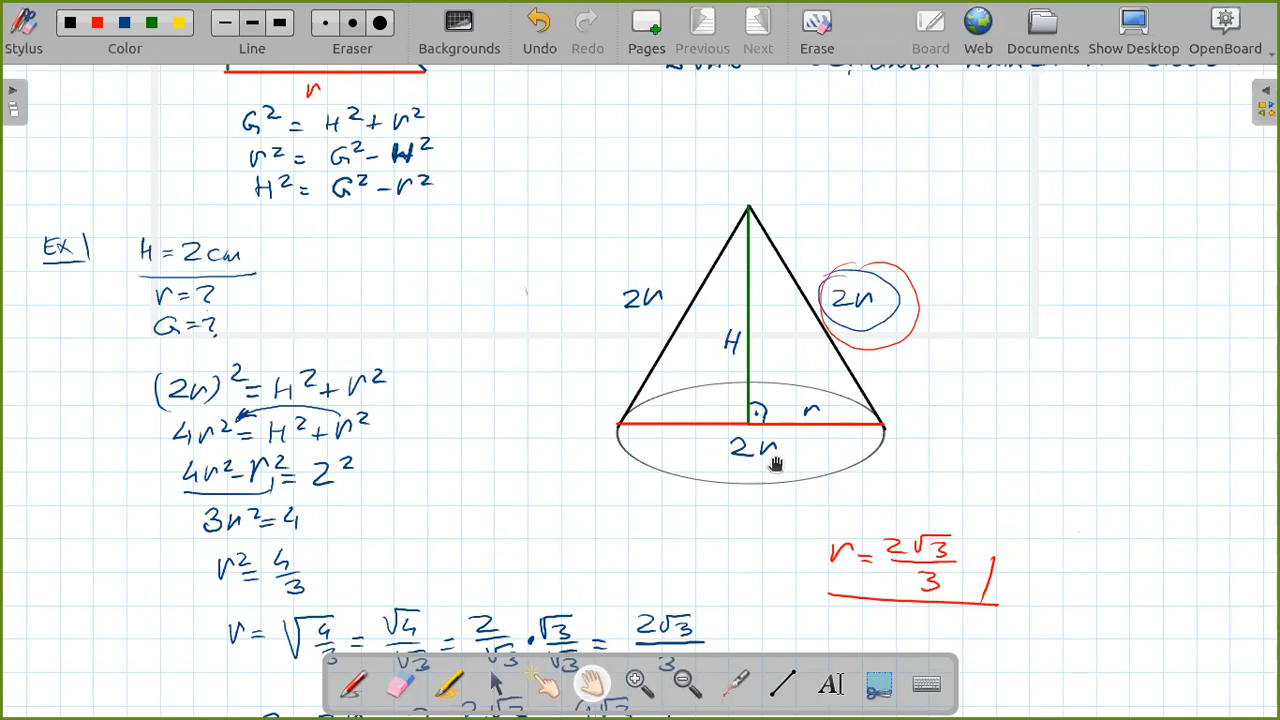 Stylus Color Line Eraser Backgrounds Undo Redo Pages Previous Next Erase Board Web Documents Show Desktop OpenBoard
r
G² = H² + r²
r² = G² - H²
H² = G² - r²
Ex 1 H = 2 cm
r = ?
G = ?
(2r)² = H² + r²
4r² = H² + r²
4r² - r² = 2²
3r² = 4
r² = 4/3
r = √(4/3) = √4/√3 = 2/√3 · √3/√3 = 2√3/3
2r
2r
H
r
2r
r = 2√3/3